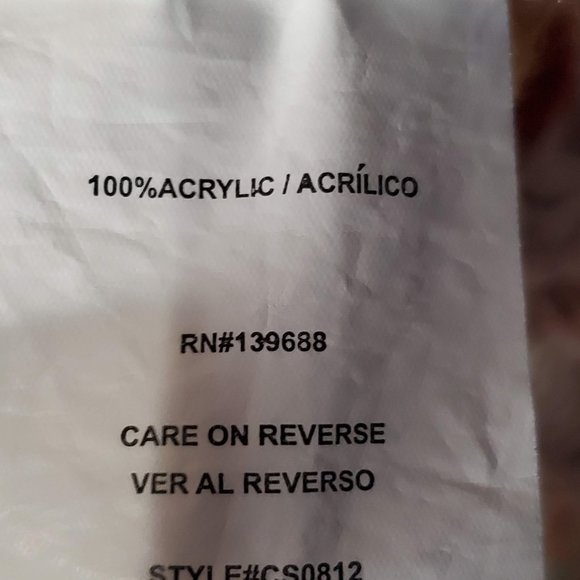 100%ACRYLIC / ACRÍLICO
RN#139688
CARE ON REVERSE
VER AL REVERSO
STYLE#CS0812